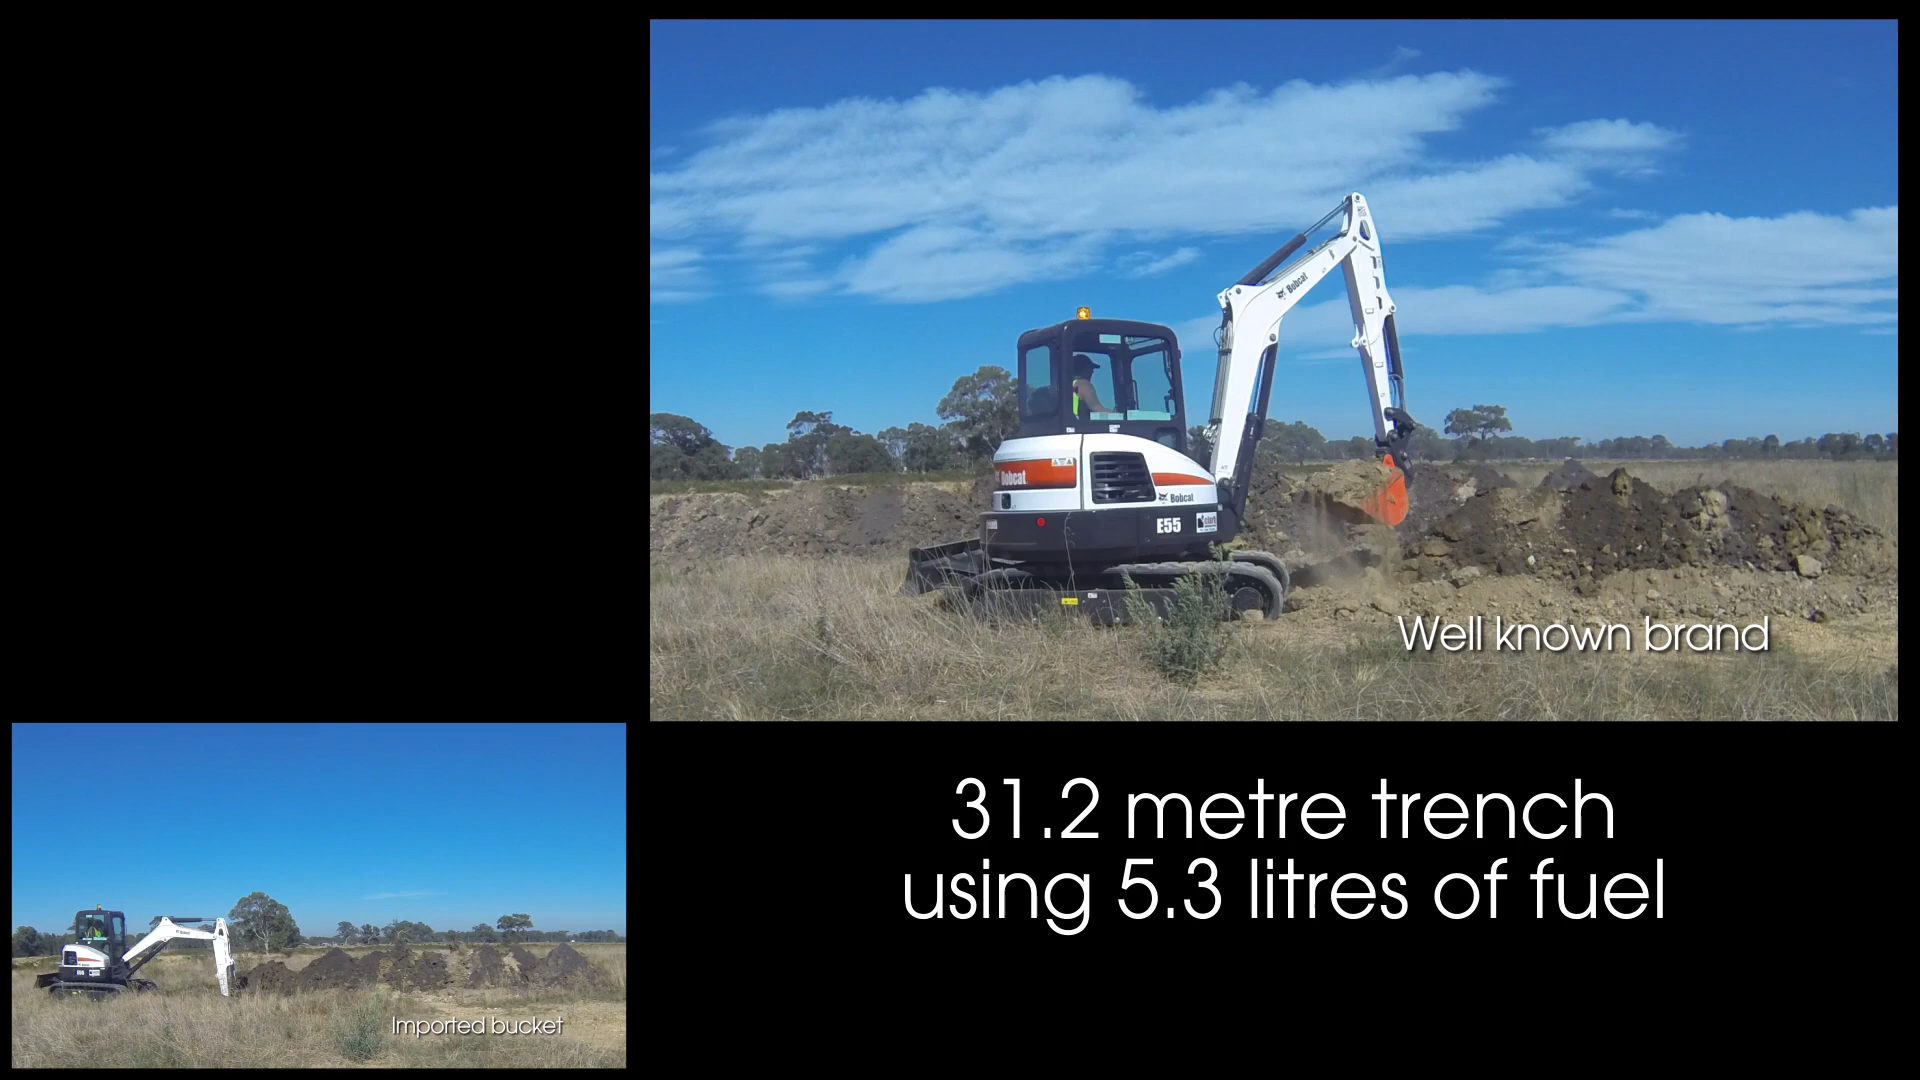 Bobcat
Bobcat
Bobcat
E55
Well known brand
31.2 metre trench
using 5.3 litres of fuel
Imported bucket